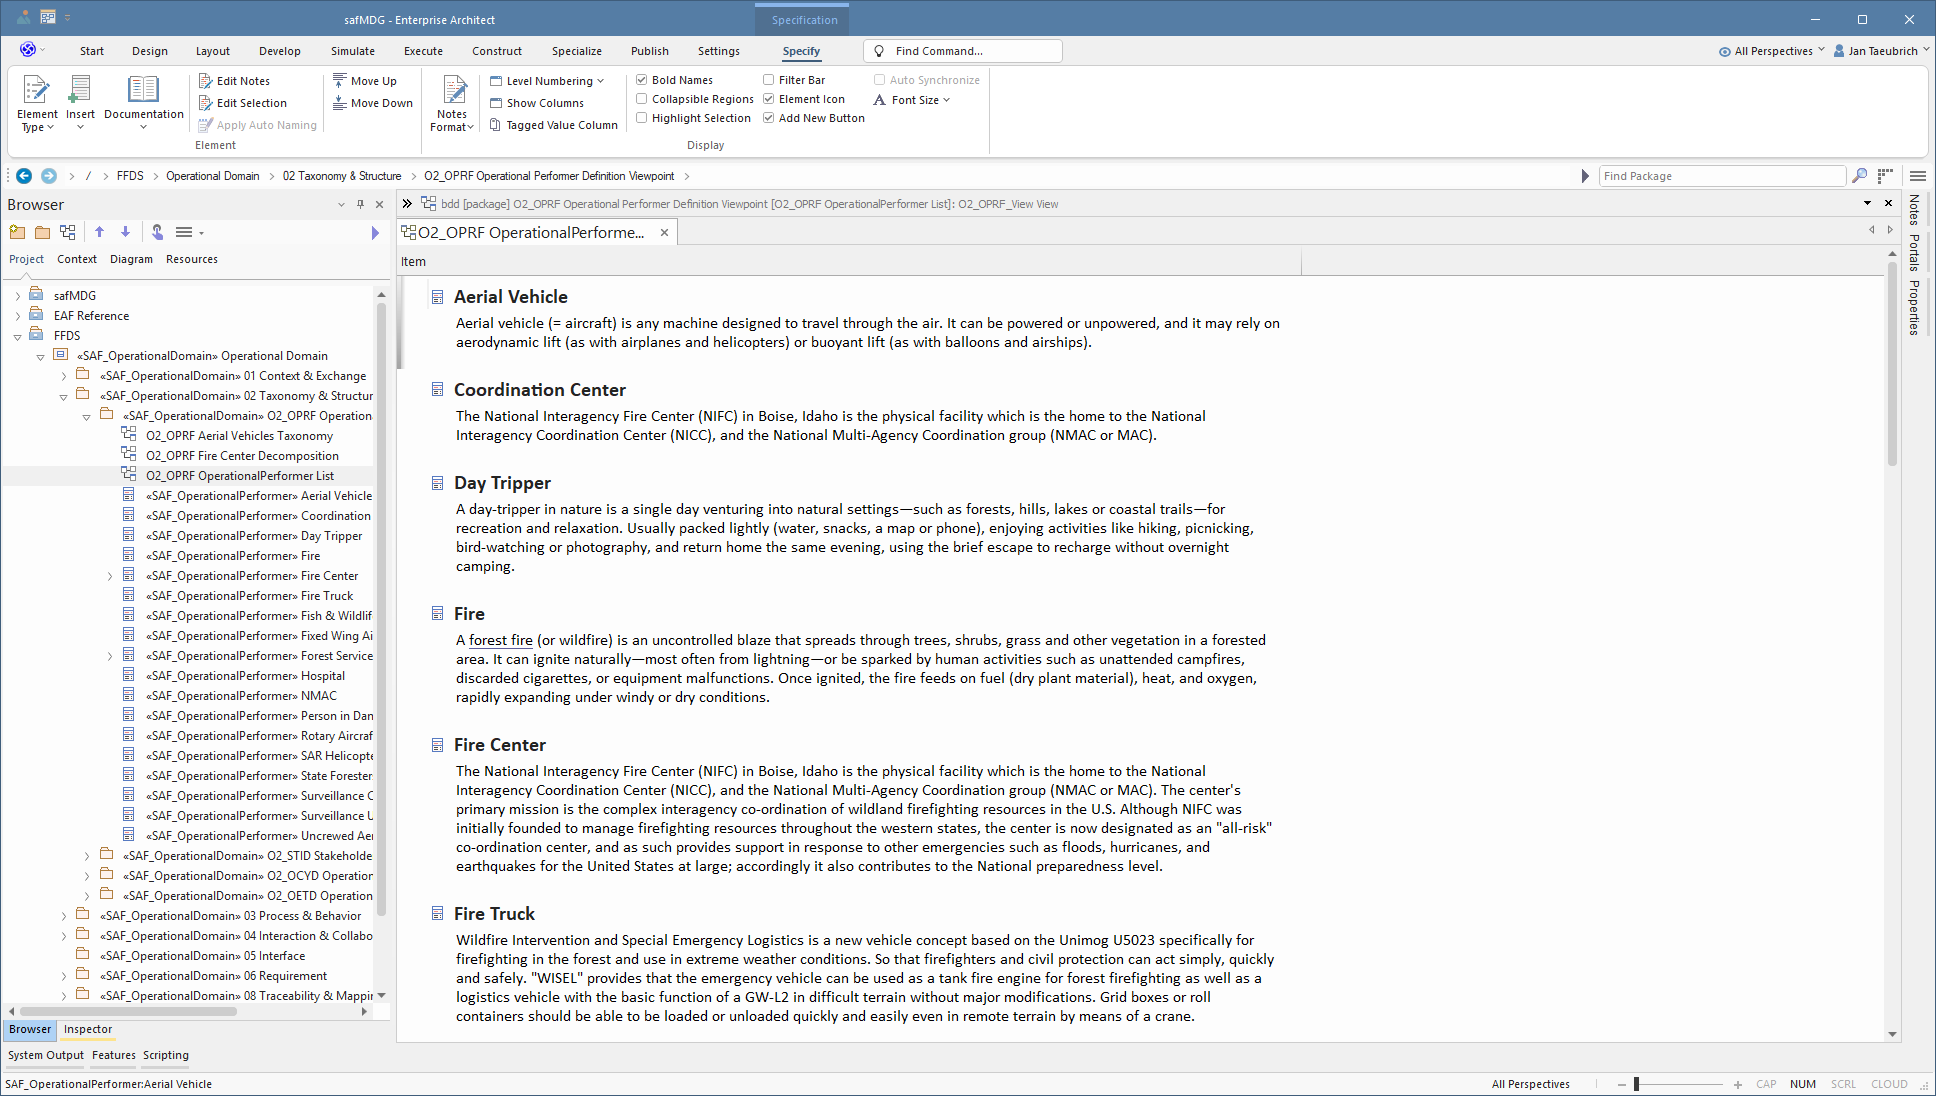 safMDG - Enterprise Architect
Specification
Start
Design
Layout
Develop
Simulate
Execute
Construct
Specialize
Publish
Settings
Specify
Find Command...
All Perspectives
Jan Taeubrich
Element Type
Insert
Documentation
Edit Notes
Edit Selection
Apply Auto Naming
Move Up
Move Down
Element
Notes Format
Level Numbering
Show Columns
Tagged Value Column
Bold Names
Collapsible Regions
Highlight Selection
Filter Bar
Element Icon
Add New Button
Auto Synchronize
Font Size
Display
/
FFDS
Operational Domain
02 Taxonomy & Structure
O2_OPRF Operational Performer Definition Viewpoint
Find Package
Browser
Project
Context
Diagram
Resources
safMDG
EAF Reference
FFDS
«SAF_OperationalDomain» Operational Domain
«SAF_OperationalDomain» 01 Context & Exchange
«SAF_OperationalDomain» 02 Taxonomy & Structur
«SAF_OperationalDomain» O2_OPRF Operation
O2_OPRF Aerial Vehicles Taxonomy
O2_OPRF Fire Center Decomposition
O2_OPRF OperationalPerformer List
«SAF_OperationalPerformer» Aerial Vehicle
«SAF_OperationalPerformer» Coordination
«SAF_OperationalPerformer» Day Tripper
«SAF_OperationalPerformer» Fire
«SAF_OperationalPerformer» Fire Center
«SAF_OperationalPerformer» Fire Truck
«SAF_OperationalPerformer» Fish & Wildlif
«SAF_OperationalPerformer» Fixed Wing Ai
«SAF_OperationalPerformer» Forest Service
«SAF_OperationalPerformer» Hospital
«SAF_OperationalPerformer» NMAC
«SAF_OperationalPerformer» Person in Dan
«SAF_OperationalPerformer» Rotary Aircraf
«SAF_OperationalPerformer» SAR Helicopte
«SAF_OperationalPerformer» State Forester
«SAF_OperationalPerformer» Surveillance C
«SAF_OperationalPerformer» Surveillance U
«SAF_OperationalPerformer» Uncrewed Aer
«SAF_OperationalDomain» O2_STID Stakeholde
«SAF_OperationalDomain» O2_OCYD Operation
«SAF_OperationalDomain» O2_OETD Operation
«SAF_OperationalDomain» 03 Process & Behavior
«SAF_OperationalDomain» 04 Interaction & Collabo
«SAF_OperationalDomain» 05 Interface
«SAF_OperationalDomain» 06 Requirement
«SAF_OperationalDomain» 08 Traceability & Mappin
Browser
Inspector
bdd [package] O2_OPRF Operational Performer Definition Viewpoint [O2_OPRF OperationalPerformer List]: O2_OPRF_View View
O2_OPRF OperationalPerforme...
Item
Aerial Vehicle
Aerial vehicle (= aircraft) is any machine designed to travel through the air. It can be powered or unpowered, and it may rely on
aerodynamic lift (as with airplanes and helicopters) or buoyant lift (as with balloons and airships).
Coordination Center
The National Interagency Fire Center (NIFC) in Boise, Idaho is the physical facility which is the home to the National
Interagency Coordination Center (NICC), and the National Multi-Agency Coordination group (NMAC or MAC).
Day Tripper
A day-tripper in nature is a single day venturing into natural settings—such as forests, hills, lakes or coastal trails—for
recreation and relaxation. Usually packed lightly (water, snacks, a map or phone), enjoying activities like hiking, picnicking,
bird-watching or photography, and return home the same evening, using the brief escape to recharge without overnight
camping.
Fire
A forest fire (or wildfire) is an uncontrolled blaze that spreads through trees, shrubs, grass and other vegetation in a forested
area. It can ignite naturally—most often from lightning—or be sparked by human activities such as unattended campfires,
discarded cigarettes, or equipment malfunctions. Once ignited, the fire feeds on fuel (dry plant material), heat, and oxygen,
rapidly expanding under windy or dry conditions.
Fire Center
The National Interagency Fire Center (NIFC) in Boise, Idaho is the physical facility which is the home to the National
Interagency Coordination Center (NICC), and the National Multi-Agency Coordination group (NMAC or MAC). The center's
primary mission is the complex interagency co-ordination of wildland firefighting resources in the U.S. Although NIFC was
initially founded to manage firefighting resources throughout the western states, the center is now designated as an "all-risk"
co-ordination center, and as such provides support in response to other emergencies such as floods, hurricanes, and
earthquakes for the United States at large; accordingly it also contributes to the National preparedness level.
Fire Truck
Wildfire Intervention and Special Emergency Logistics is a new vehicle concept based on the Unimog U5023 specifically for
firefighting in the forest and use in extreme weather conditions. So that firefighters and civil protection can act simply, quickly
and safely. "WISEL" provides that the emergency vehicle can be used as a tank fire engine for forest firefighting as well as a
logistics vehicle with the basic function of a GW-L2 in difficult terrain without major modifications. Grid boxes or roll
containers should be able to be loaded or unloaded quickly and easily even in remote terrain by means of a crane.
Notes
Portals
Properties
System Output
Features
Scripting
SAF_OperationalPerformer:Aerial Vehicle
All Perspectives
CAP
NUM
SCRL
CLOUD